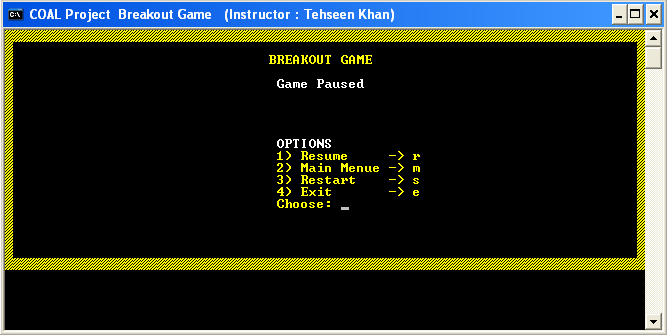 C:\ COAL Project Breakout Game (Instructor : Tehseen Khan)
BREAKOUT GAME
Game Paused
OPTIONS
1) Resume -> r
2) Main Menue -> m
3) Restart -> s
4) Exit -> e
Choose: _